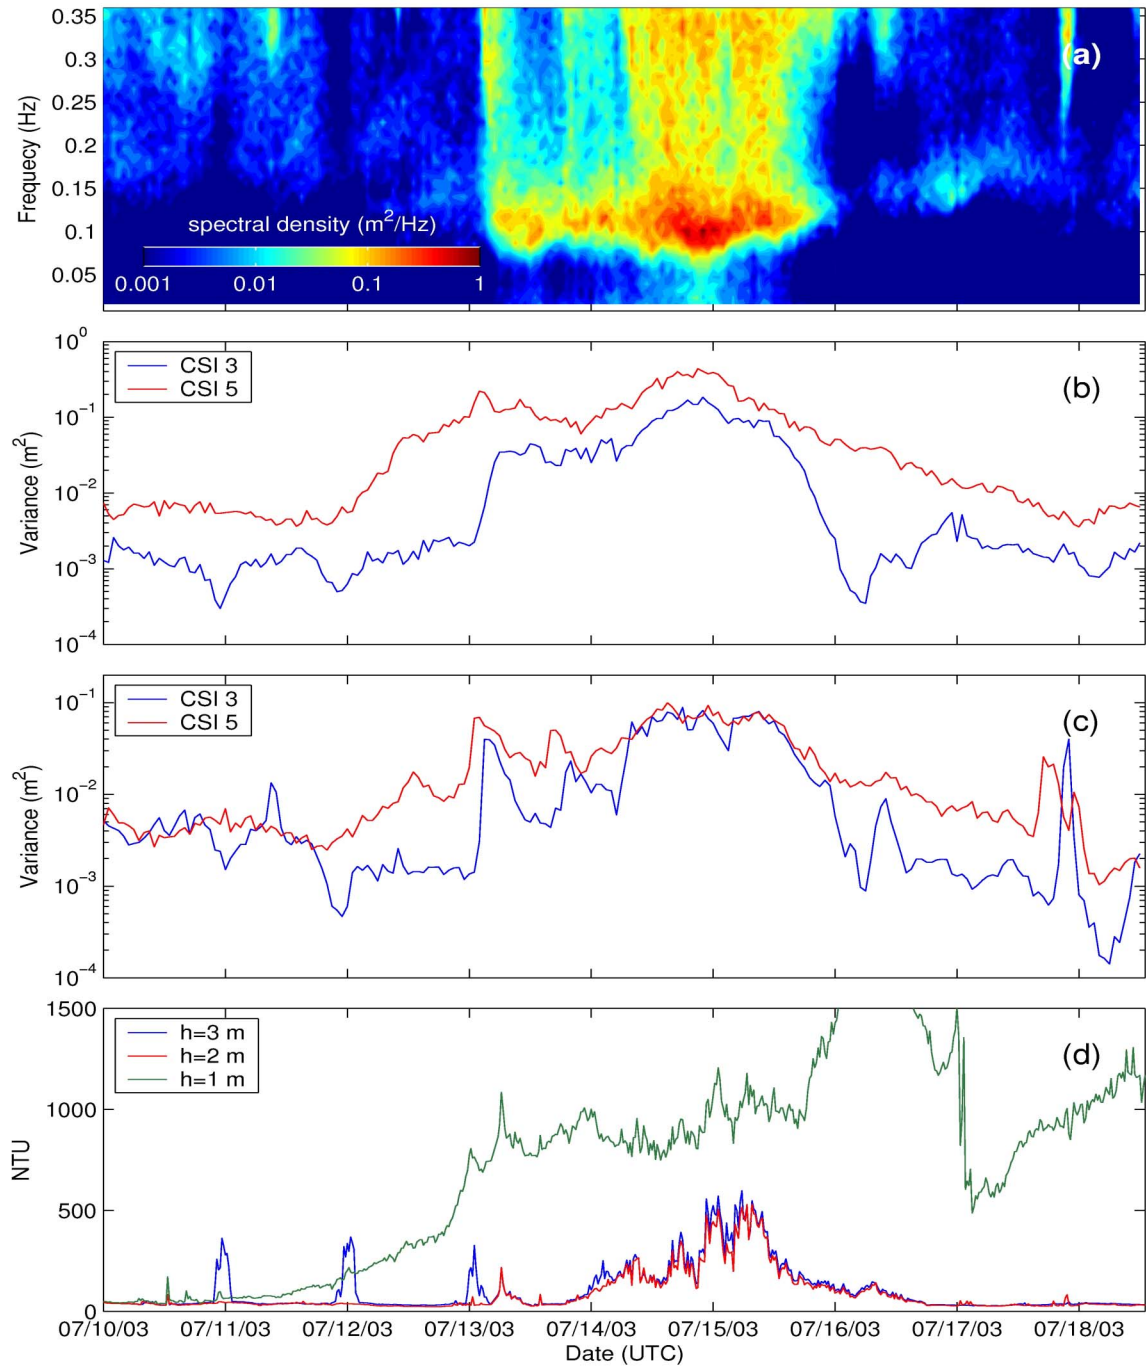 0.35
(a)
0.3
0.25
0.2
0.15
0.1
0.05
Frequecy (Hz)
spectral density (m²/Hz)
0.001 0.01 0.1 1
10⁰
CSI 3
CSI 5
(b)
10⁻¹
10⁻²
10⁻³
10⁻⁴
Variance (m²)
CSI 3
CSI 5
(c)
10⁻¹
10⁻²
10⁻³
10⁻⁴
Variance (m²)
1500
h=3 m
h=2 m
h=1 m
(d)
1000
500
0
NTU
07/10/03 07/11/03 07/12/03 07/13/03 07/14/03 07/15/03 07/16/03 07/17/03 07/18/03
Date (UTC)